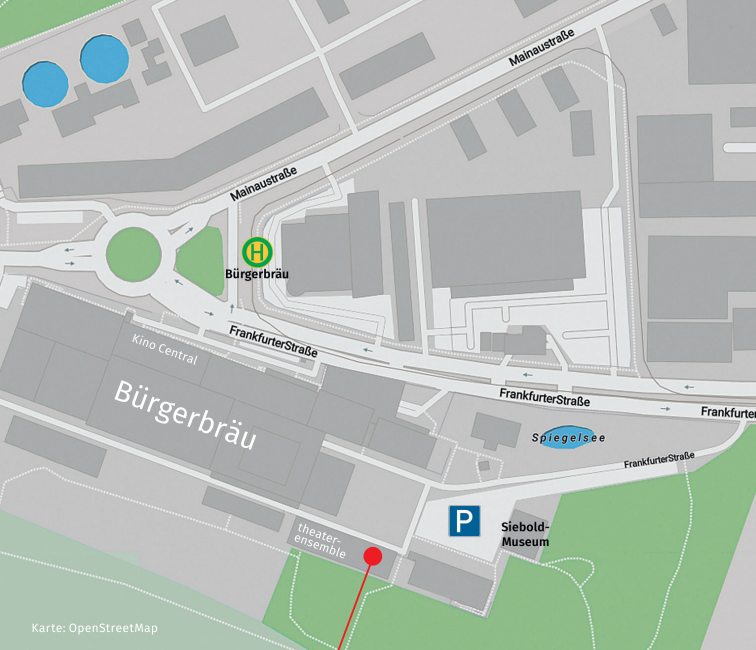 Mainaustraße
Mainaustraße
H
Bürgerbräu
FrankfurterStraße
Kino Central
Bürgerbräu
FrankfurterStraße
Frankfurter
Spiegelsee
FrankfurterStraße
P
Siebold-
Museum
theater-
ensemble
Karte: OpenStreetMap